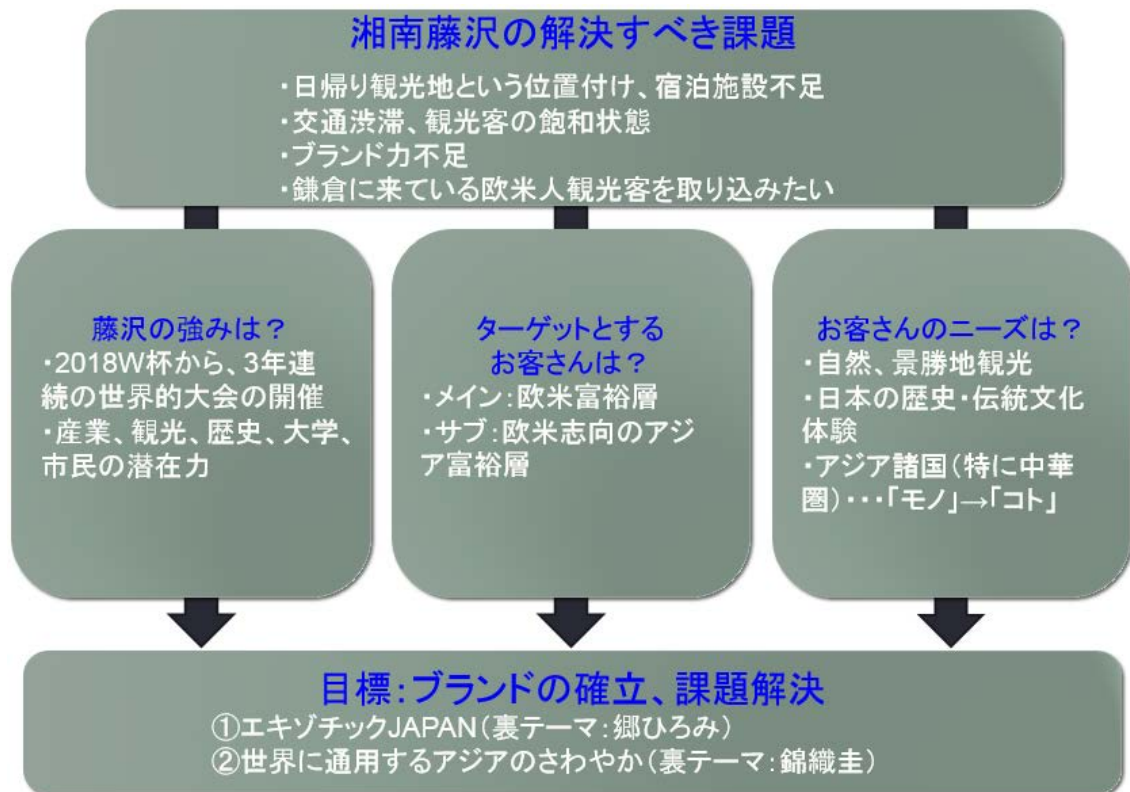 湘南藤沢の解決すべき課題
・日帰り観光地という位置付け、宿泊施設不足
・交通渋滞、観光客の飽和状態
・ブランド力不足
・鎌倉に来ている欧米人観光客を取り込みたい
藤沢の強みは？
・2018W杯から、3年連
続の世界的大会の開催
・産業、観光、歴史、大学、
市民の潜在力
ターゲットとする
お客さんは？
・メイン：欧米富裕層
・サブ：欧米志向のアジ
ア富裕層
お客さんのニーズは？
・自然、景勝地観光
・日本の歴史・伝統文化
体験
・アジア諸国（特に中華
圏）・・・「モノ」→「コト」
目標：ブランドの確立、課題解決
①エキゾチックJAPAN（裏テーマ：郷ひろみ）
②世界に通用するアジアのさわやか（裏テーマ：錦織圭）